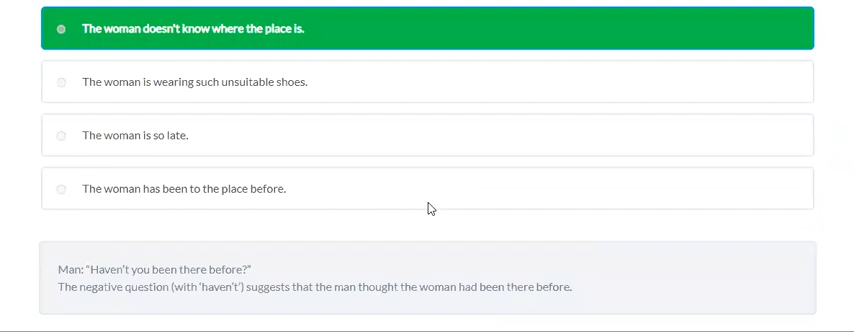 The woman doesn't know where the place is.
The woman is wearing such unsuitable shoes.
The woman is so late.
The woman has been to the place before.
Man: "Haven't you been there before?"
The negative question (with 'haven't') suggests that the man thought the woman had been there before.